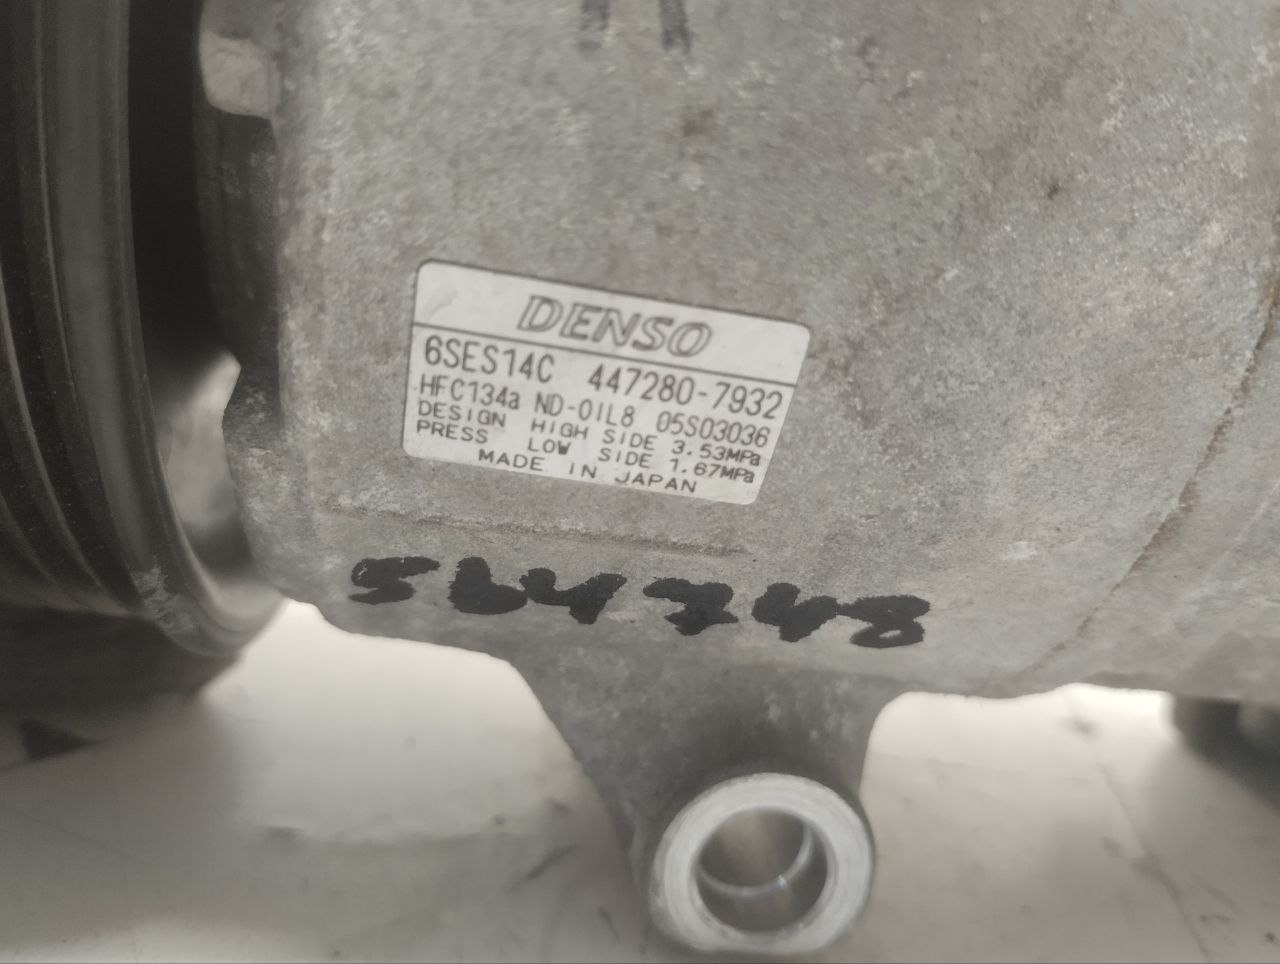 DENSO
6SES14C 447280-7932
HFC134a ND-OIL8 05S03036
DESIGN HIGH SIDE 3.53MPa
PRESS LOW SIDE 1.67MPa
MADE IN JAPAN
564748